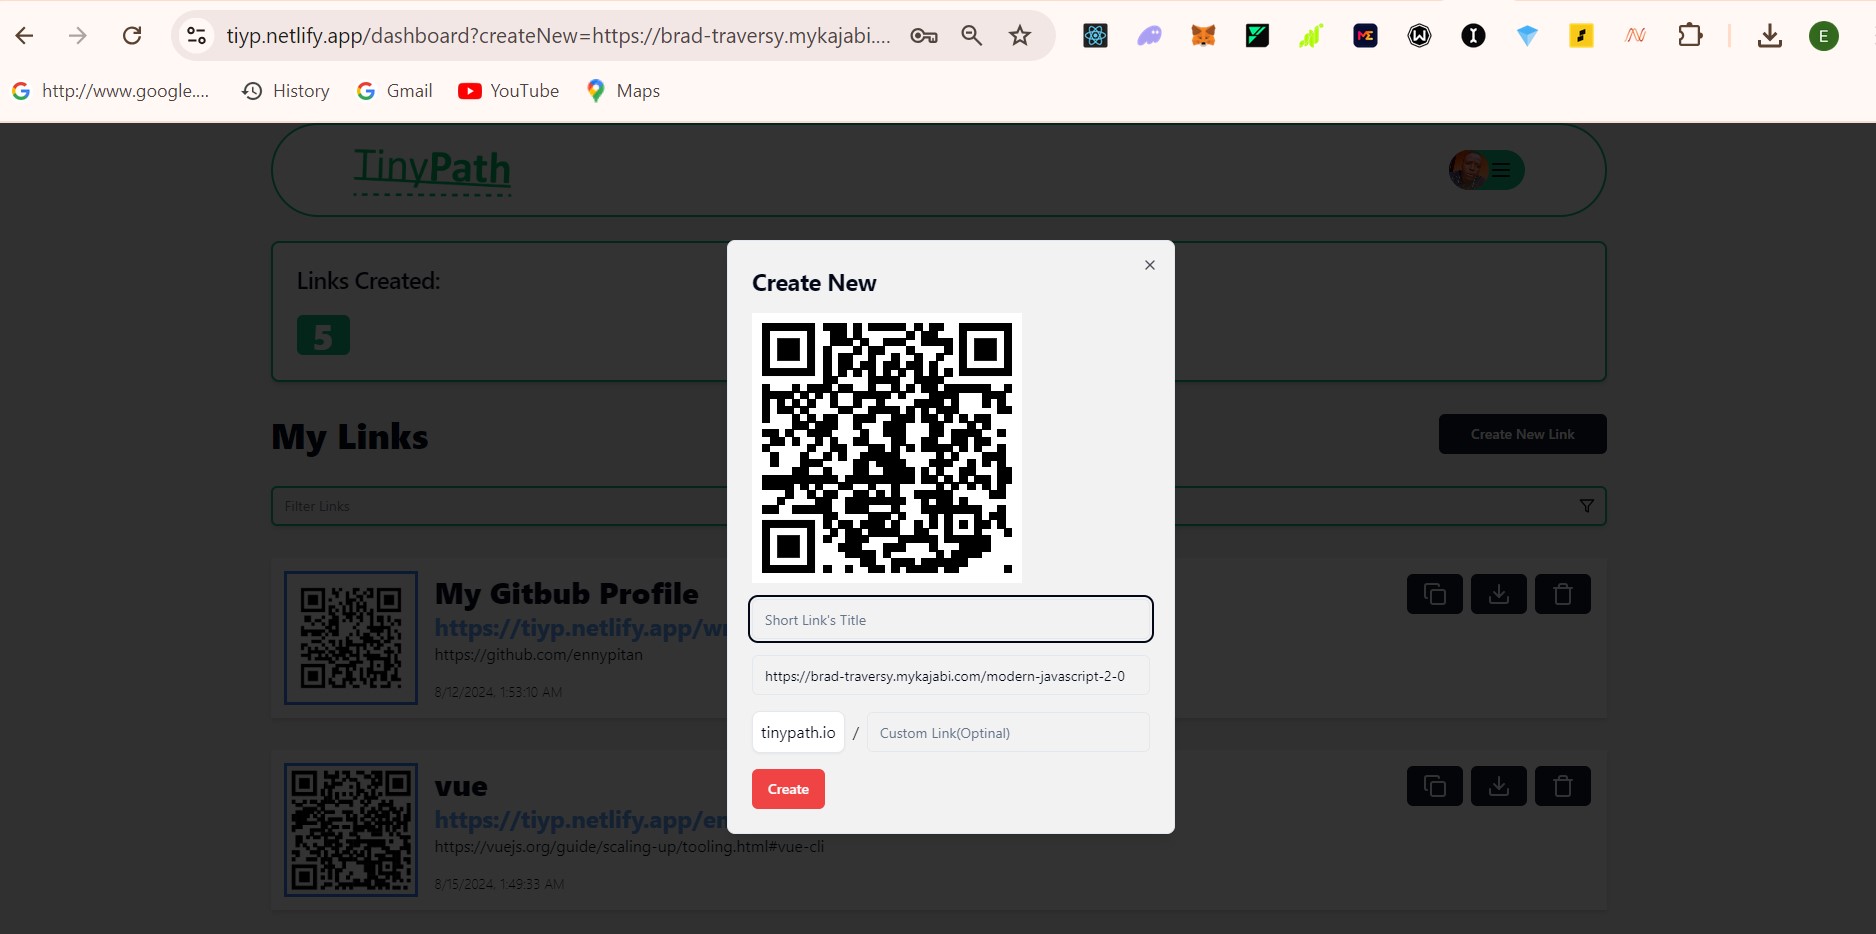 tiyp.netlify.app/dashboard?createNew=https://brad-traversy.mykajabi....
E
http://www.google.... History Gmail YouTube Maps
TinyPath
Links Created:
5
My Links
Create New Link
Filter Links
My Gitbub Profile
https://tiyp.netlify.app/w
https://github.com/ennypitan
8/12/2024, 1:53:10 AM
vue
https://tiyp.netlify.app/e
https://vuejs.org/guide/scaling-up/tooling.html#vue-cli
8/15/2024, 1:49:33 AM
Create New
Short Link's Title
https://brad-traversy.mykajabi.com/modern-javascript-2-0
tinypath.io / Custom Link(Optinal)
Create